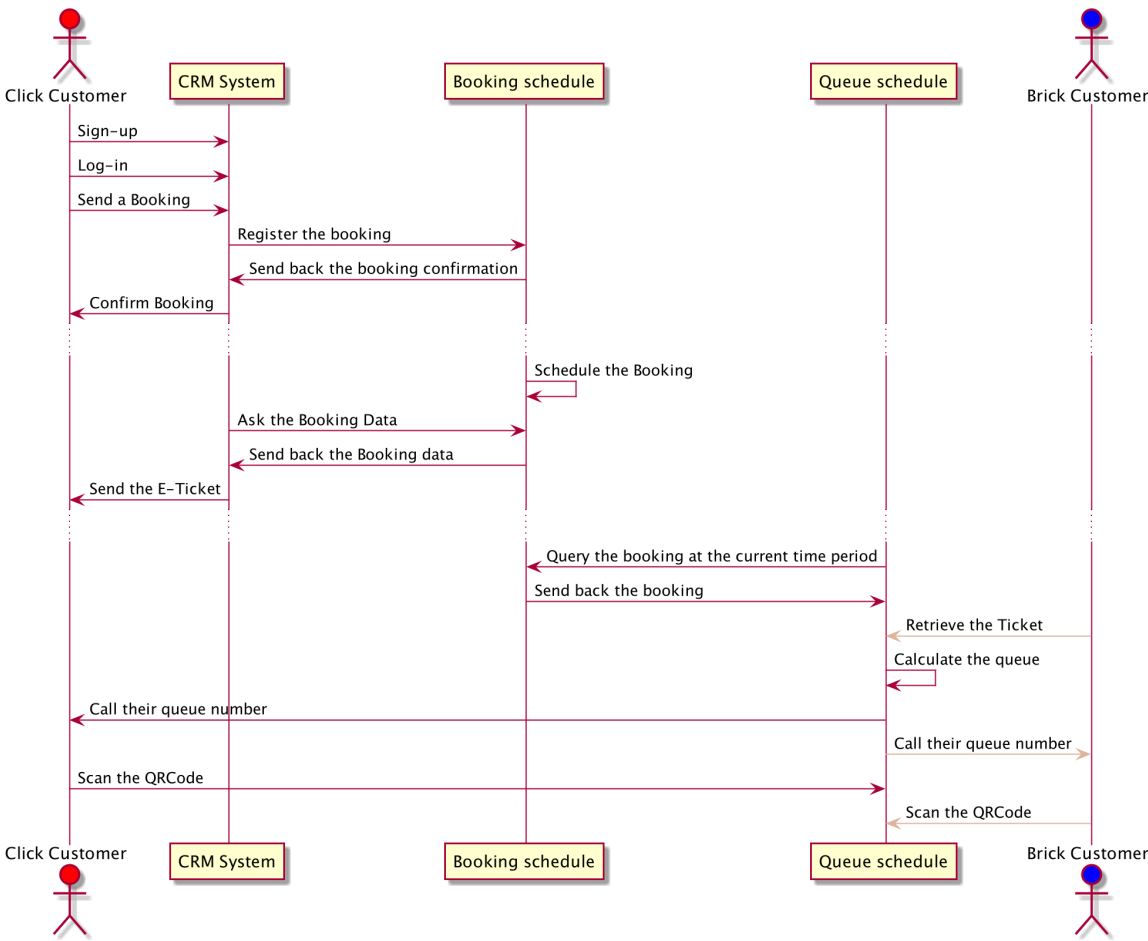 Click Customer
CRM System
Booking schedule
Queue schedule
Brick Customer
Sign-up
Log-in
Send a Booking
Register the booking
Send back the booking confirmation
Confirm Booking
Schedule the Booking
Ask the Booking Data
Send back the Booking data
Send the E-Ticket
Query the booking at the current time period
Send back the booking
Retrieve the Ticket
Calculate the queue
Call their queue number
Call their queue number
Scan the QRCode
Scan the QRCode
Click Customer
CRM System
Booking schedule
Queue schedule
Brick Customer